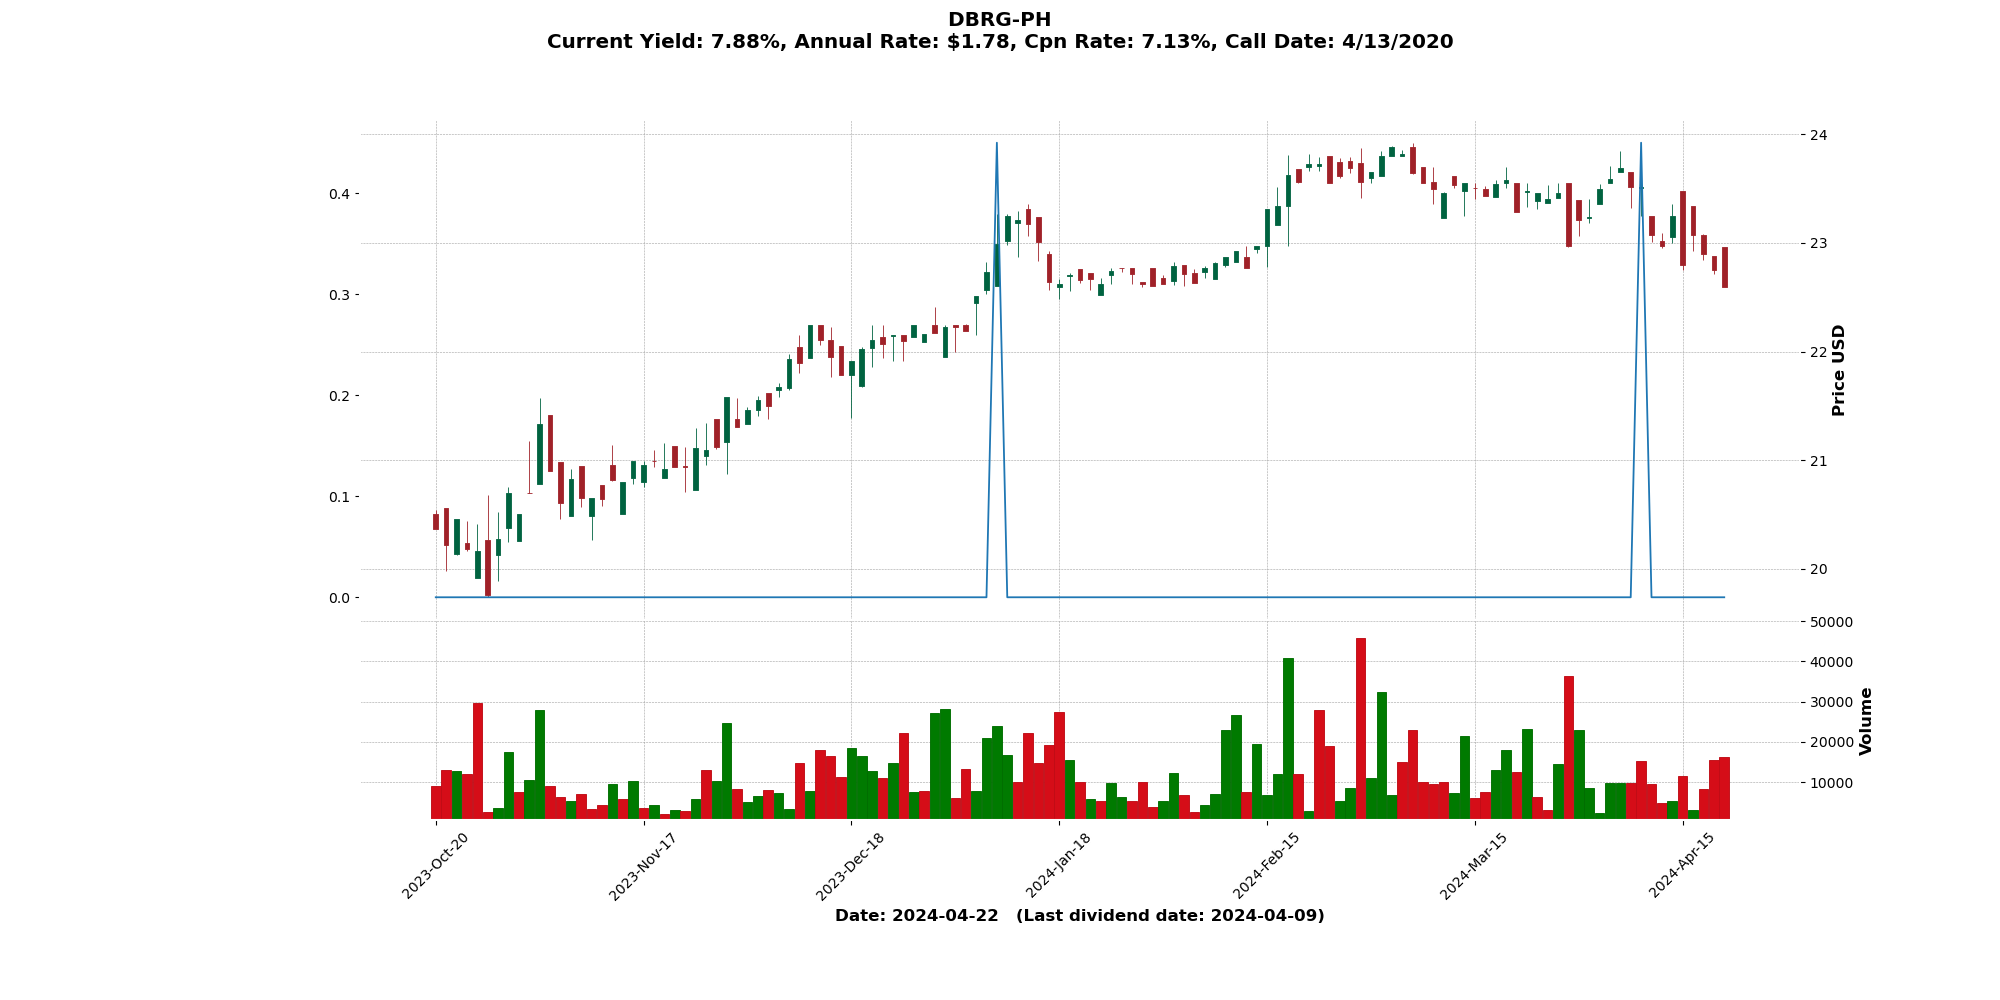 DBRG-PH
Current Yield: 7.88%, Annual Rate: $1.78, Cpn Rate: 7.13%, Call Date: 4/13/2020
24
0.4
23
0.3
22
Price USD
0.2
21
0.1
20
0.0
50000
40000
30000
20000
Volume
10000
2023-Oct-20
2023-Nov-17
2023-Dec-18
2024-Jan-18
2024-Feb-15
2024-Mar-15
2024-Apr-15
Date: 2024-04-22 (Last dividend date: 2024-04-09)